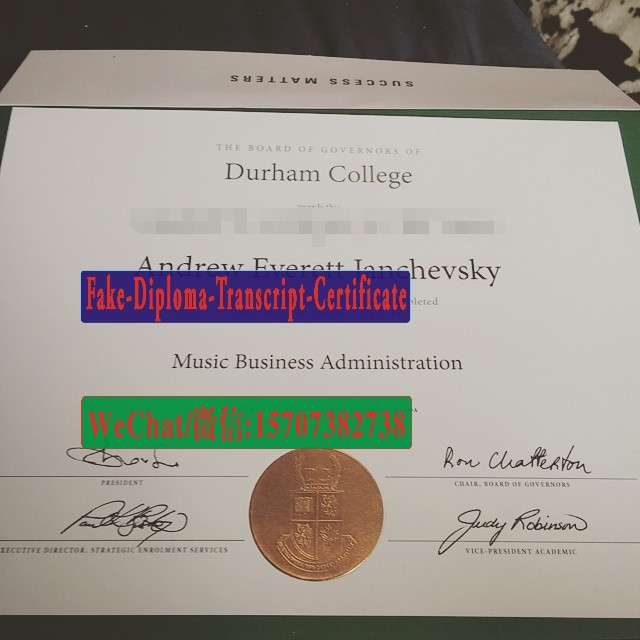 SUCCESS MATTERS
THE BOARD OF GOVERNORS OF
Durham College
Andrew Everett Janchevsky
Fake-Diploma-Transcript-Certificate
Music Business Administration
WeChat/微信:15707382738
Ron Chatterton
PRESIDENT
CHAIR, BOARD OF GOVERNORS
Judy Robinson
EXECUTIVE DIRECTOR, STRATEGIC ENROLMENT SERVICES
VICE-PRESIDENT ACADEMIC